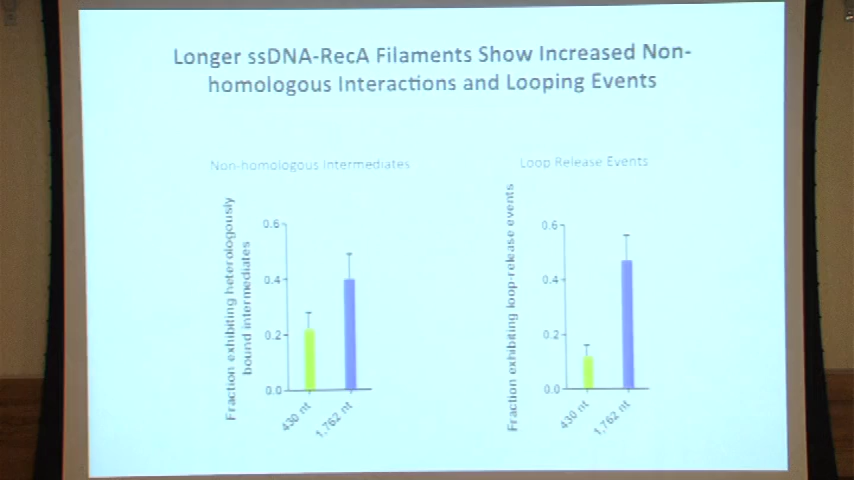 Longer ssDNA-RecA Filaments Show Increased Non-
homologous Interactions and Looping Events
Non-homologous Intermediates
Loop Release Events
Fraction exhibiting heterologously
bound intermediates
0.6
0.4
0.2
0.0
430 nt
1,762 nt
Fraction exhibiting loop-release events
0.6
0.4
0.2
0.0
430 nt
1,762 nt